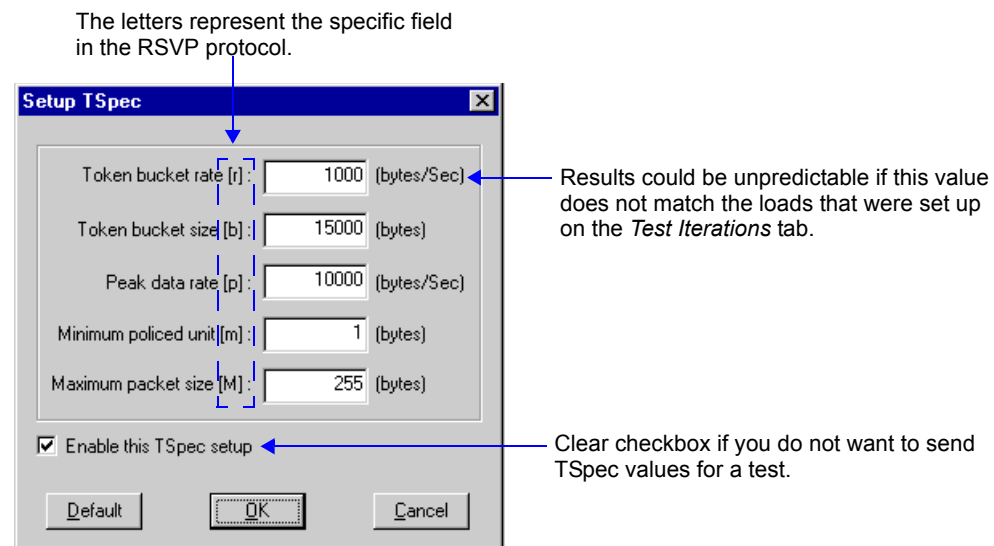 The letters represent the specific field
in the RSVP protocol.
Setup TSpec
Token bucket rate [r] : 1000 (bytes/Sec)
Results could be unpredictable if this value
does not match the loads that were set up
on the Test Iterations tab.
Token bucket size [b] : 15000 (bytes)
Peak data rate [p] : 10000 (bytes/Sec)
Minimum policed unit [m] : 1 (bytes)
Maximum packet size [M] : 255 (bytes)
Enable this TSpec setup
Clear checkbox if you do not want to send
TSpec values for a test.
Default OK Cancel